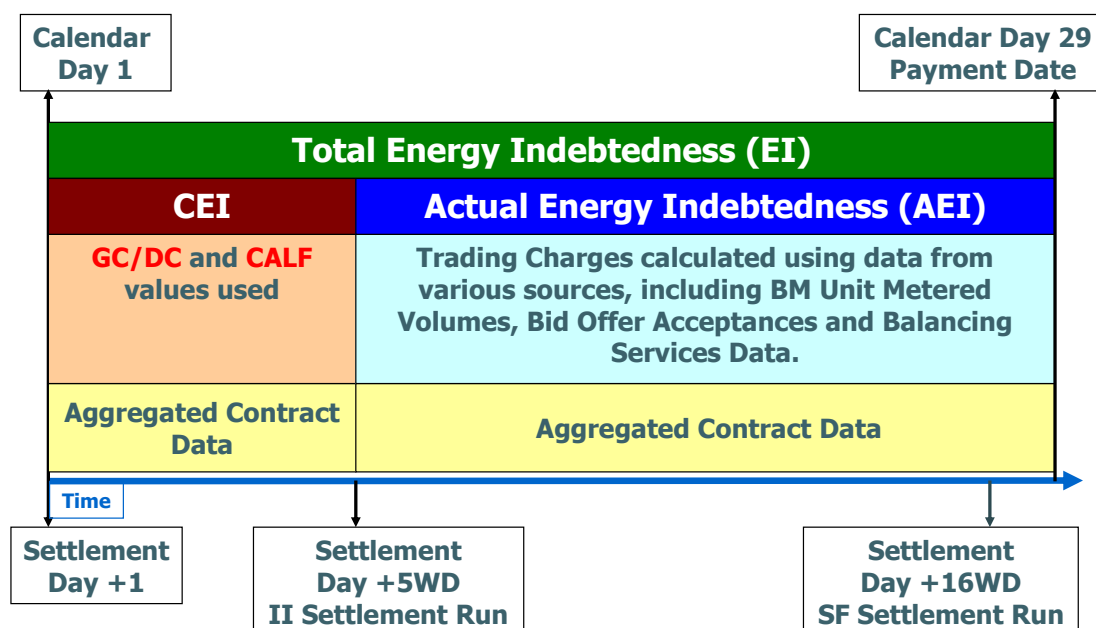 Calendar
Day 1
Calendar Day 29
Payment Date
Total Energy Indebtedness (EI)
CEI
Actual Energy Indebtedness (AEI)
GC/DC and CALF
values used
Trading Charges calculated using data from
various sources, including BM Unit Metered
Volumes, Bid Offer Acceptances and Balancing
Services Data.
Aggregated Contract
Data
Aggregated Contract Data
Time
Settlement
Day +1
Settlement
Day +5WD
II Settlement Run
Settlement
Day +16WD
SF Settlement Run